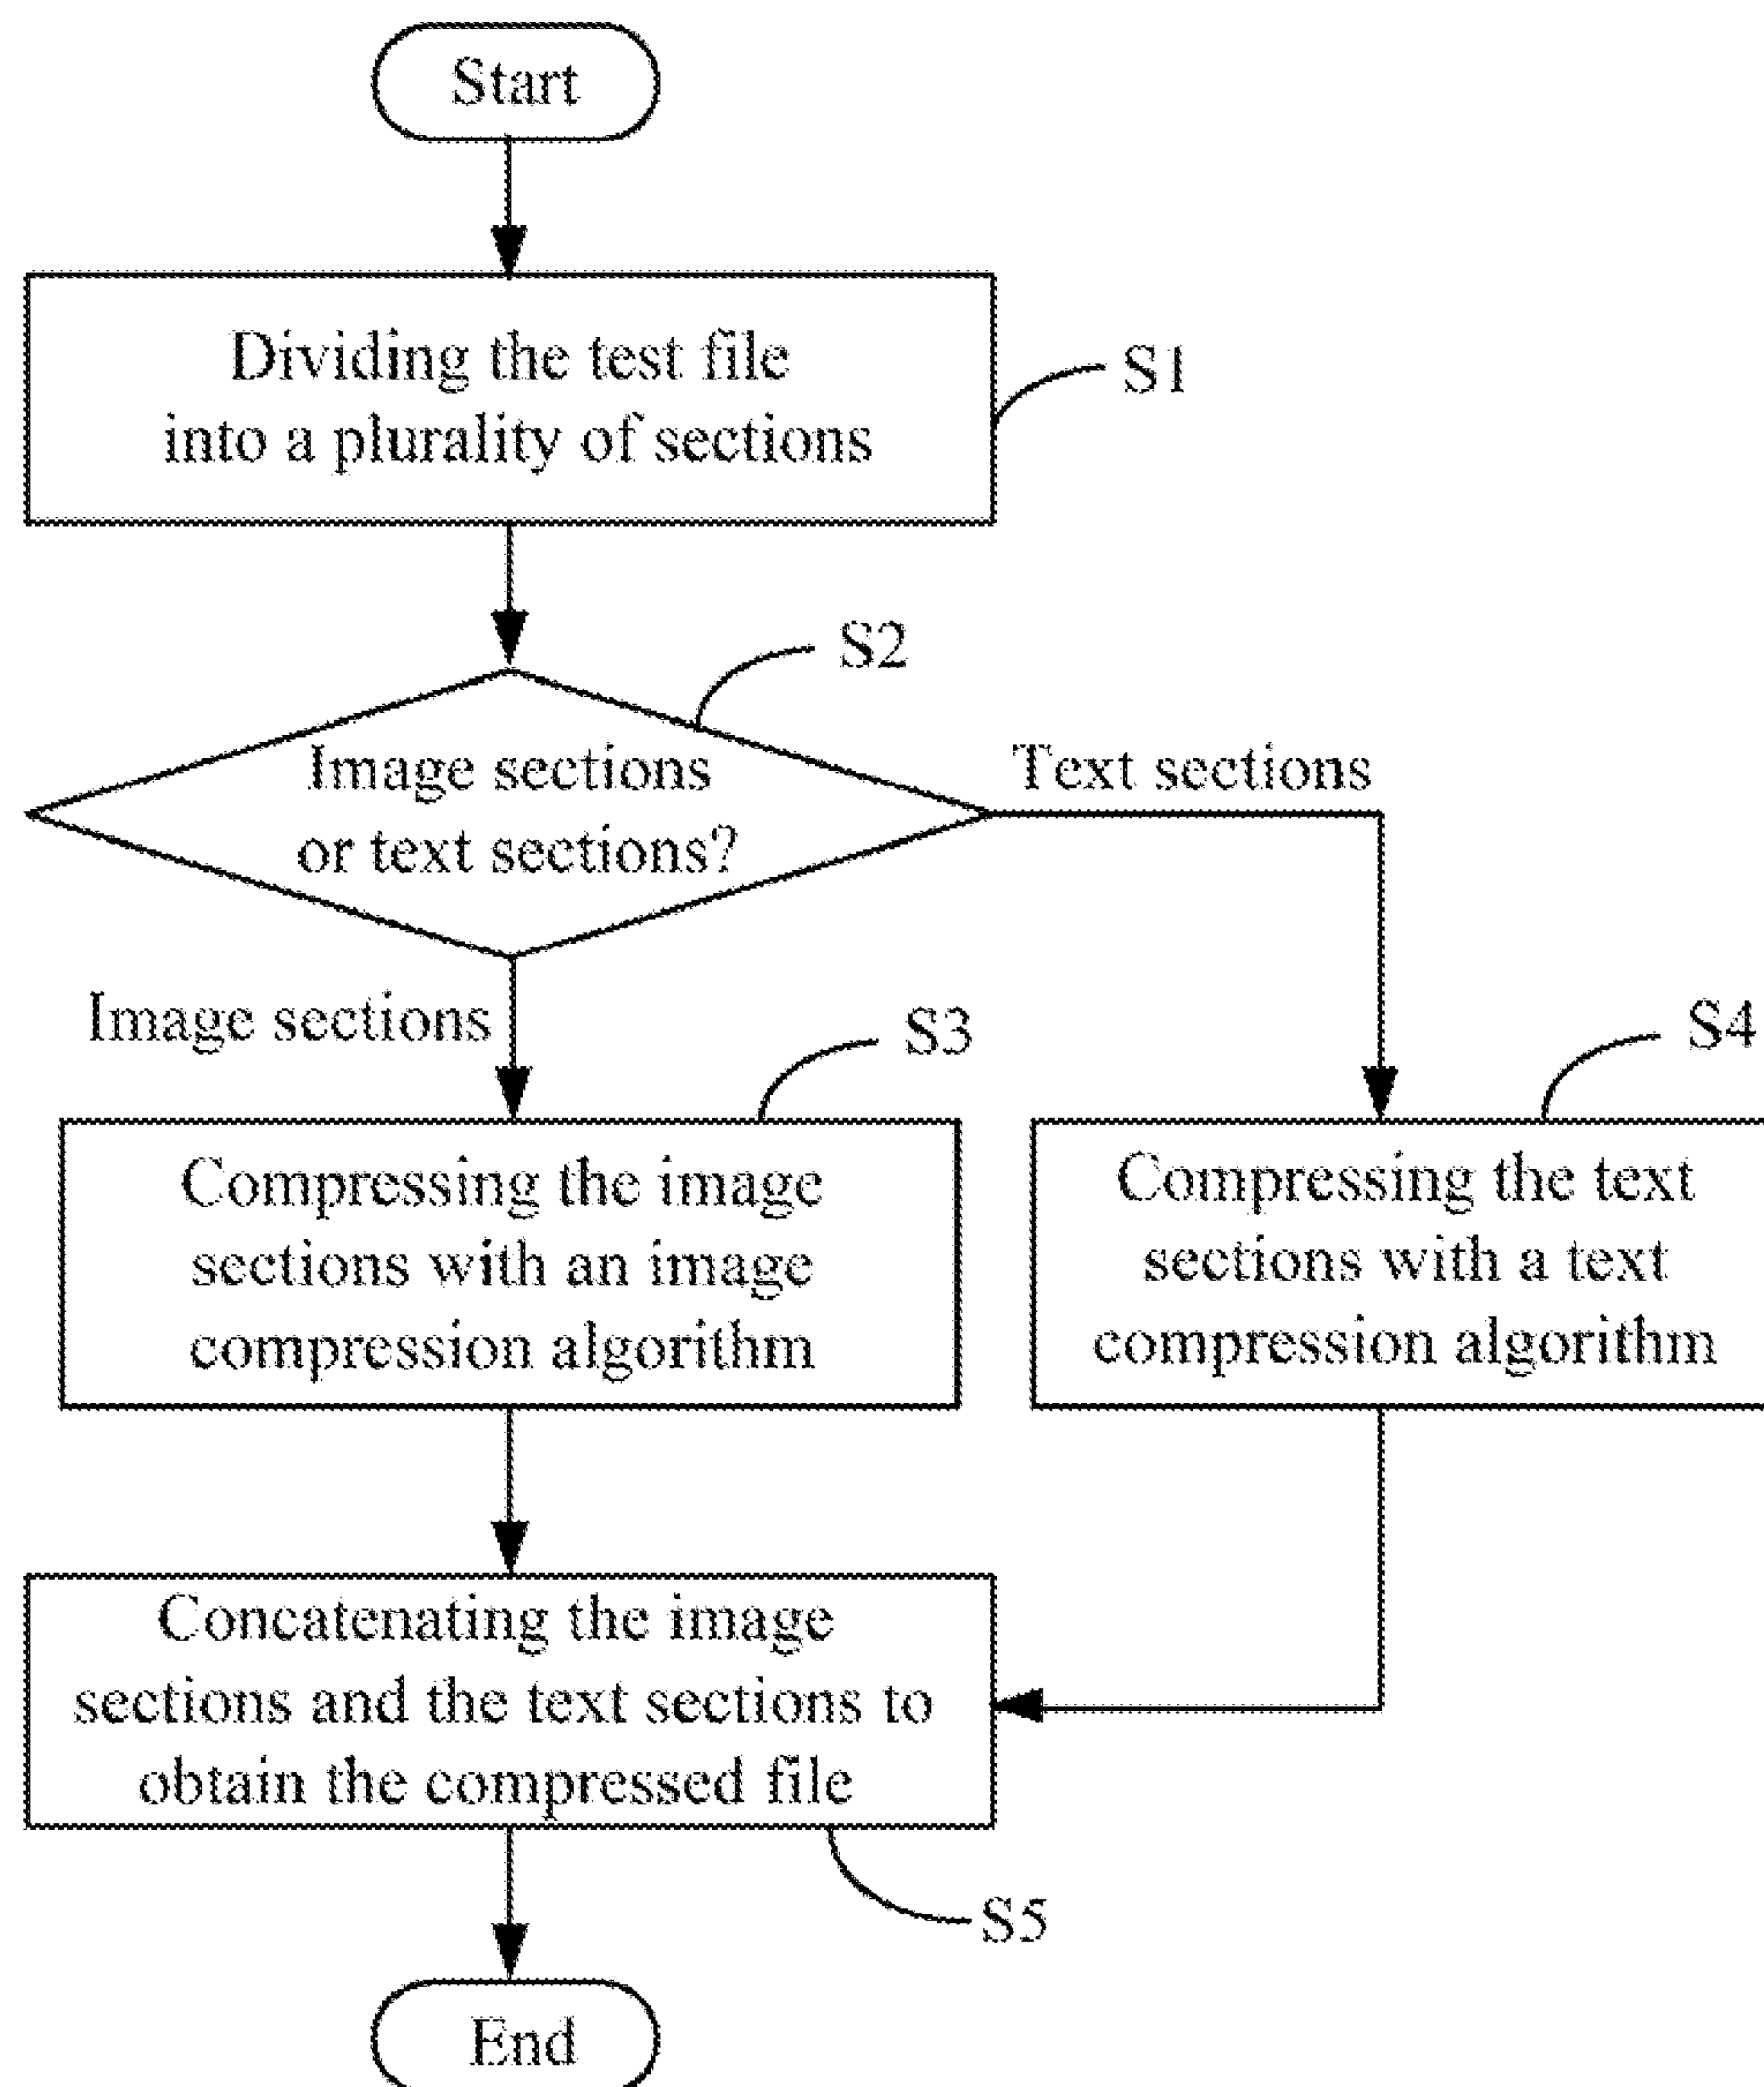 Start
Dividing the test file
into a plurality of sections
S1
S2
Image sections
or text sections?
Text sections
Image sections
S3
S4
Compressing the image
sections with an image
compression algorithm
Compressing the text
sections with a text
compression algorithm
Concatenating the image
sections and the text sections to
obtain the compressed file
S5
End